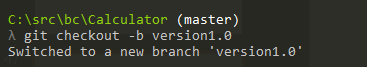 C:\src\bc\Calculator (master)
λ git checkout -b version1.0
Switched to a new branch 'version1.0'